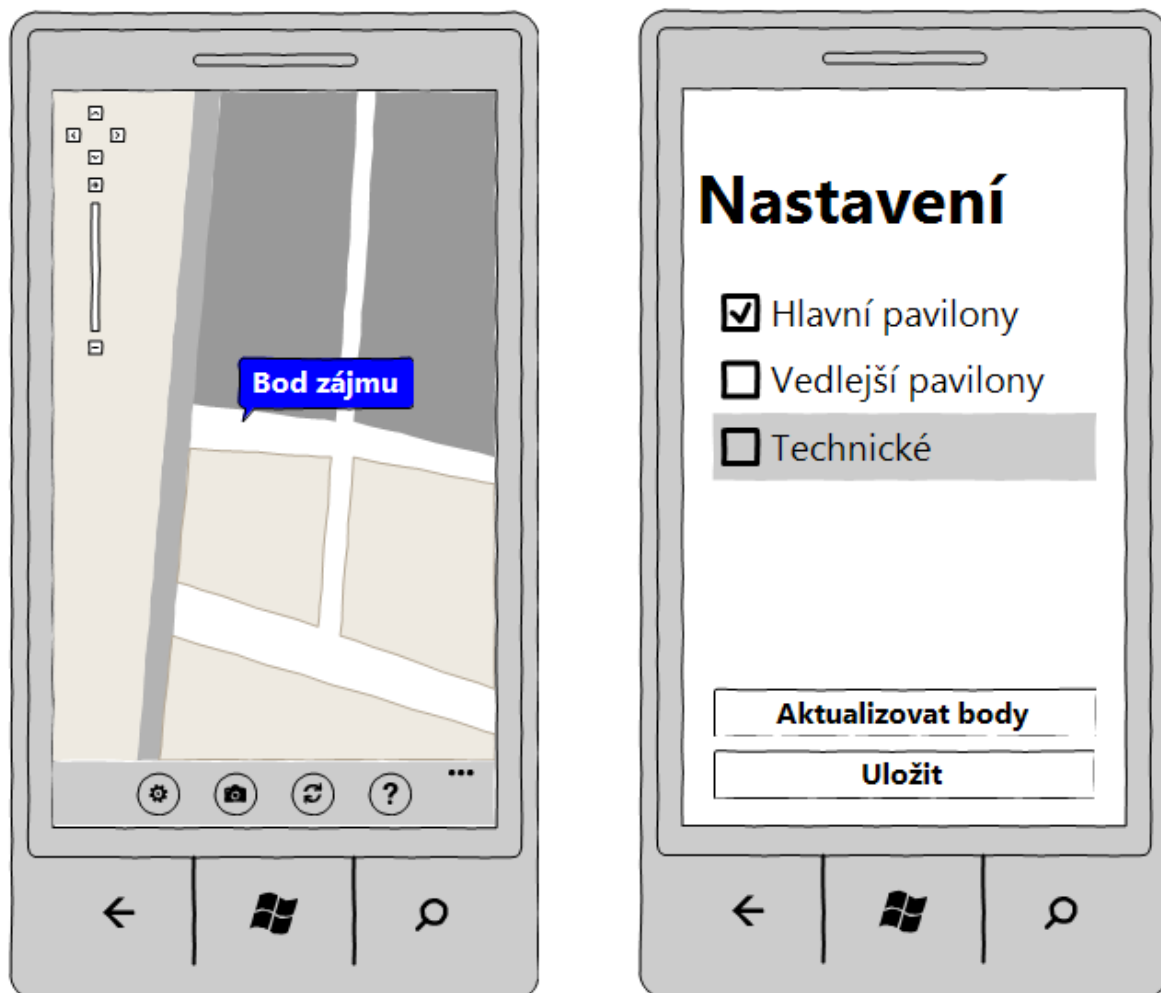 Bod zájmu
?
Nastavení
Hlavní pavilony
Vedlejší pavilony
Technické
Aktualizovat body
Uložit